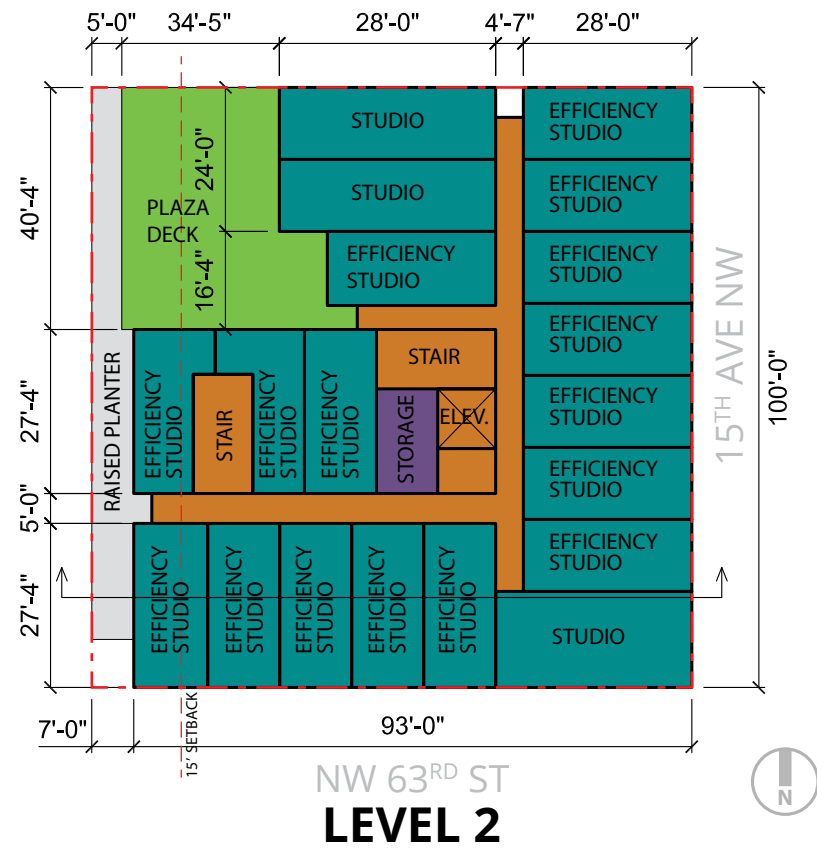 5'-0" 34'-5" 28'-0" 4'-7" 28'-0"
STUDIO
EFFICIENCY
STUDIO
24'-0"
40'-4"
PLAZA
DECK
STUDIO
EFFICIENCY
STUDIO
16'-4"
EFFICIENCY
STUDIO
EFFICIENCY
STUDIO
15TH AVE NW
100'-0"
EFFICIENCY
STUDIO
STAIR
RAISED PLANTER
27'-4"
EFFICIENCY
STUDIO
STAIR
EFFICIENCY
STUDIO
EFFICIENCY
STUDIO
STORAGE
ELEV.
EFFICIENCY
STUDIO
EFFICIENCY
STUDIO
5'-0"
EFFICIENCY
STUDIO
27'-4"
EFFICIENCY
STUDIO
EFFICIENCY
STUDIO
EFFICIENCY
STUDIO
EFFICIENCY
STUDIO
EFFICIENCY
STUDIO
STUDIO
7'-0"
15' SETBACK
93'-0"
NW 63RD ST
N
LEVEL 2